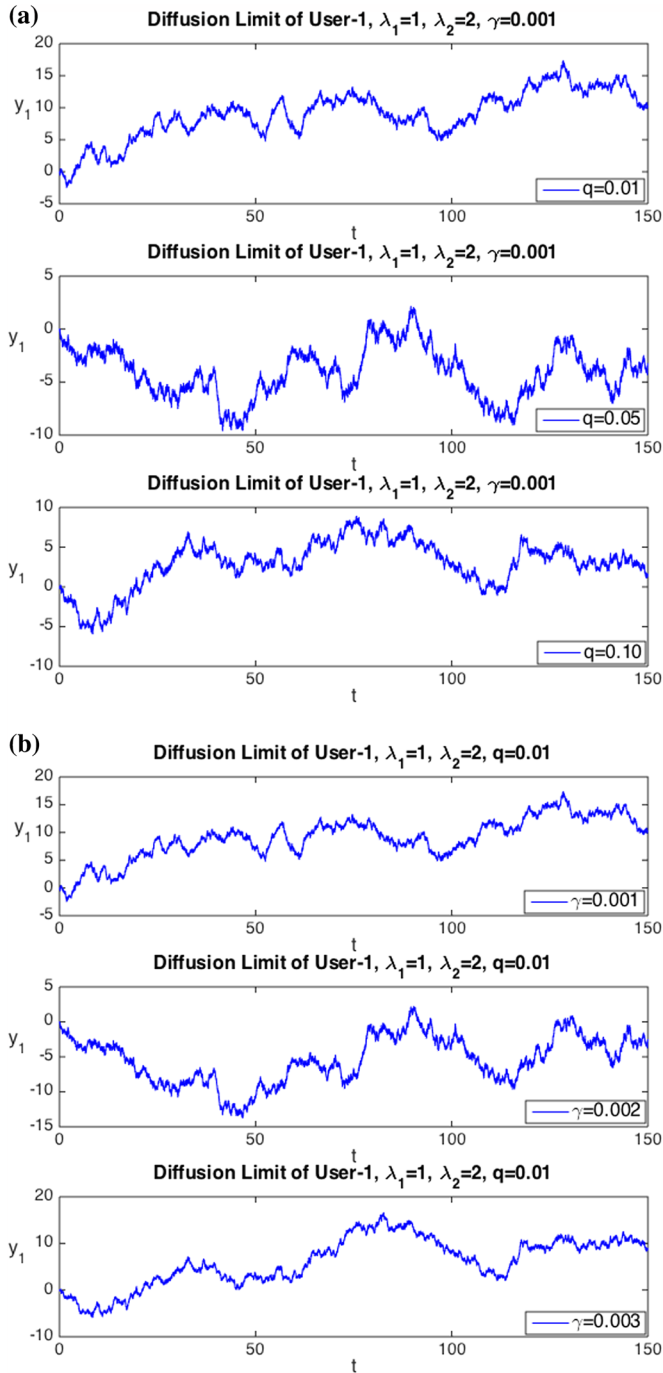 (a)
Diffusion Limit of User-1, λ₁=1, λ₂=2, γ=0.001
20
15
10
5
0
-5
y₁
q=0.01
0 50 100 150
t
Diffusion Limit of User-1, λ₁=1, λ₂=2, γ=0.001
5
0
-5
-10
y₁
q=0.05
0 50 100 150
t
Diffusion Limit of User-1, λ₁=1, λ₂=2, γ=0.001
10
5
0
-5
-10
y₁
q=0.10
0 50 100 150
t
(b)
Diffusion Limit of User-1, λ₁=1, λ₂=2, q=0.01
20
15
10
5
0
-5
y₁
γ=0.001
0 50 100 150
t
Diffusion Limit of User-1, λ₁=1, λ₂=2, q=0.01
5
0
-5
-10
-15
y₁
γ=0.002
0 50 100 150
t
Diffusion Limit of User-1, λ₁=1, λ₂=2, q=0.01
20
10
0
-10
y₁
γ=0.003
0 50 100 150
t